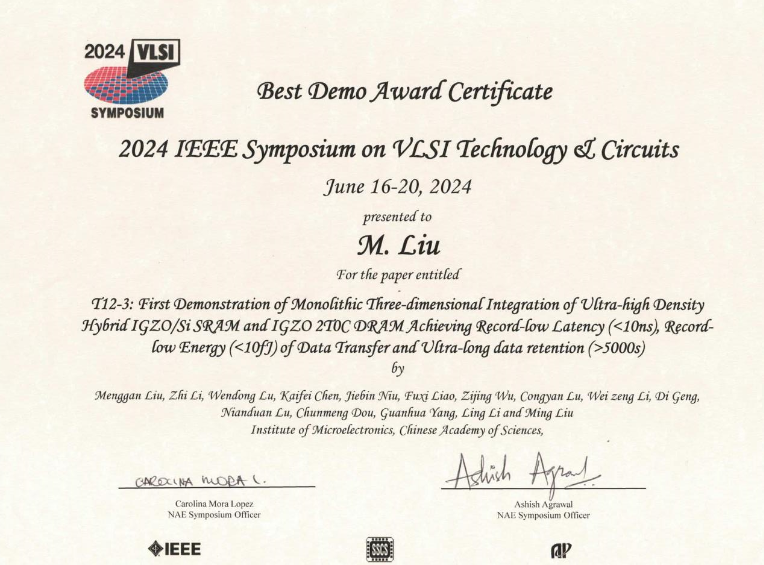 2024 VLSI
SYMPOSIUM
Best Demo Award Certificate
2024 IEEE Symposium on VLSI Technology & Circuits
June 16-20, 2024
presented to
M. Liu
For the paper entitled
T12-3: First Demonstration of Monolithic Three-dimensional Integration of Ultra-high Density
Hybrid IGZO/Si SRAM and IGZO 2T0C DRAM Achieving Record-low Latency (<10ns), Record-
low Energy (<10fJ) of Data Transfer and Ultra-long data retention (>5000s)
by
Menggan Liu, Zhi Li, Wendong Lu, Kaifei Chen, Jiebin Niu, Fuxi Liao, Zijing Wu, Congyan Lu, Wei zeng Li, Di Geng,
Nianduan Lu, Chunmeng Dou, Guanhua Yang, Ling Li and Ming Liu
Institute of Microelectronics, Chinese Academy of Sciences,
CAROLINA MORA L.
Ashish Agrawal
Carolina Mora Lopez
NAE Symposium Officer
Ashish Agrawal
NAE Symposium Officer
IEEE
SSCS
AP